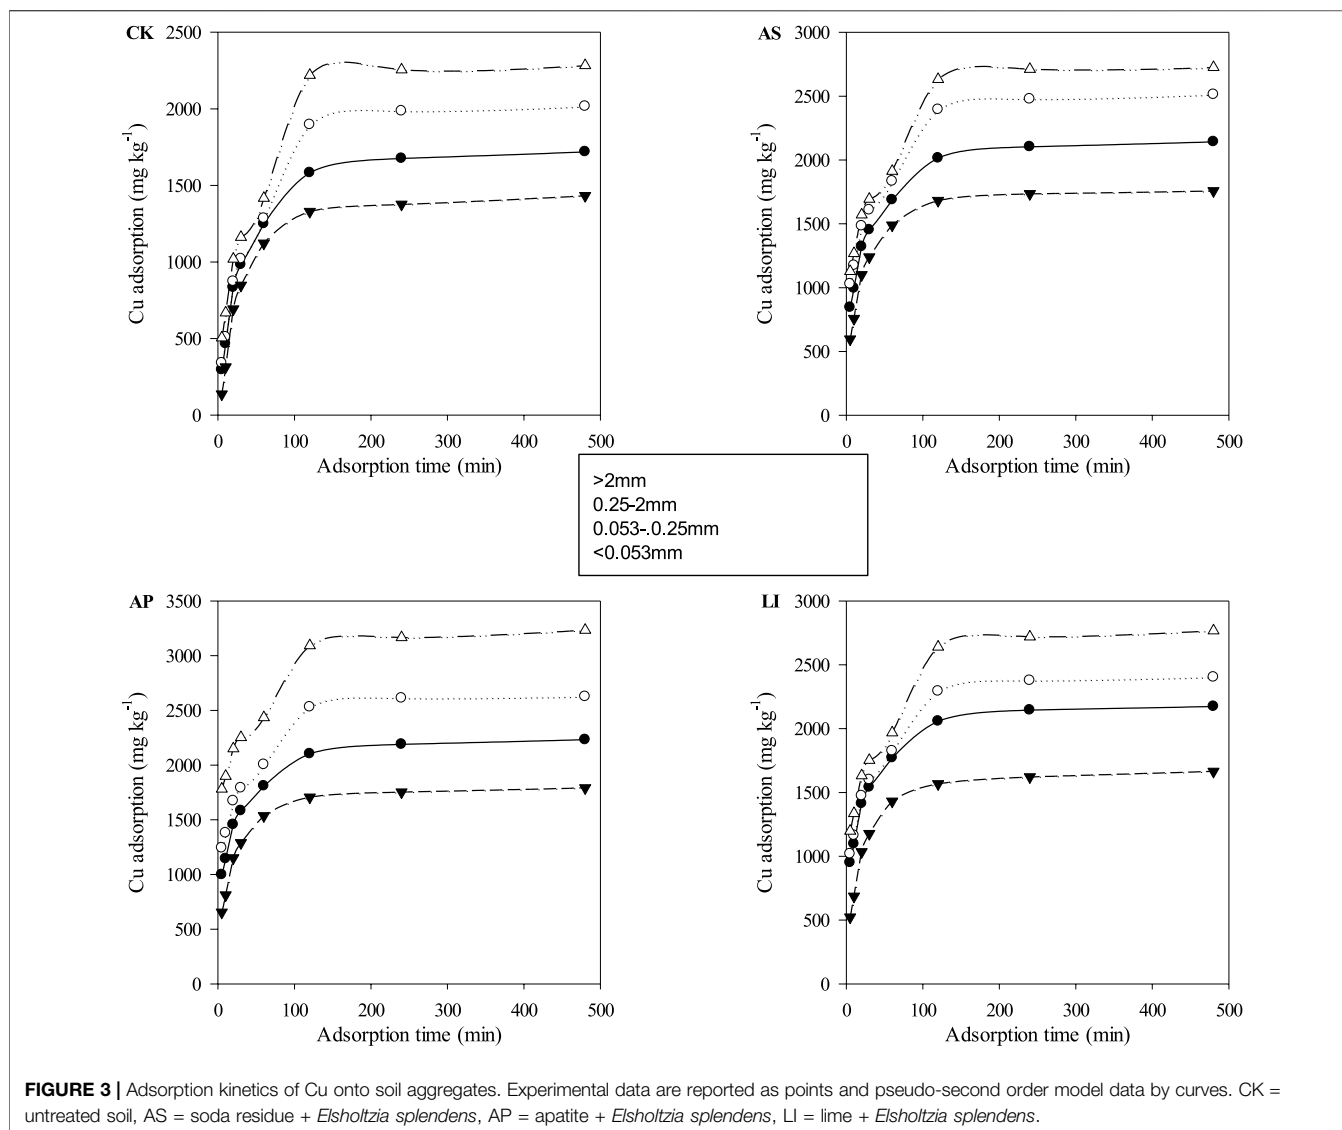 CK
2500
2000
1500
1000
500
0
Cu adsorption (mg kg-1)
0 100 200 300 400 500
Adsorption time (min)
AS
3000
2500
2000
1500
1000
500
0
Cu adsorption (mg kg-1)
0 100 200 300 400 500
Adsorption time (min)
>2mm
0.25-2mm
0.053-.0.25mm
<0.053mm
AP
3500
3000
2500
2000
1500
1000
500
0
Cu adsorption (mg kg-1)
0 100 200 300 400 500
Adsorption time (min)
LI
3000
2500
2000
1500
1000
500
0
Cu adsorption (mg kg-1)
0 100 200 300 400 500
Adsorption time (min)
FIGURE 3 | Adsorption kinetics of Cu onto soil aggregates. Experimental data are reported as points and pseudo-second order model data by curves. CK =
untreated soil, AS = soda residue + Elsholtzia splendens, AP = apatite + Elsholtzia splendens, LI = lime + Elsholtzia splendens.